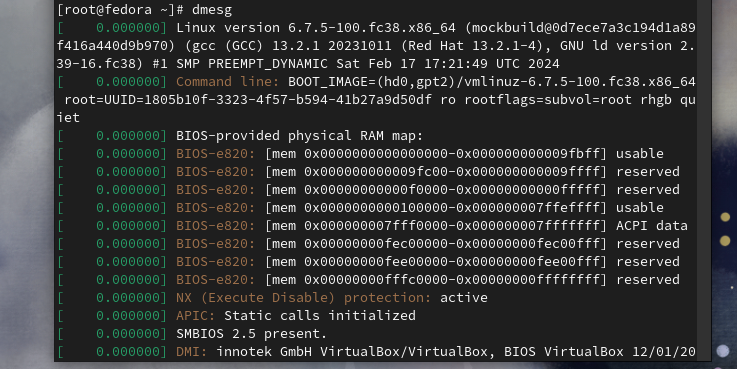 [root@fedora ~]# dmesg
[    0.000000] Linux version 6.7.5-100.fc38.x86_64 (mockbuild@0d7ece7a3c194d1a89
f416a440d9b970) (gcc (GCC) 13.2.1 20231011 (Red Hat 13.2.1-4), GNU ld version 2.
39-16.fc38) #1 SMP PREEMPT_DYNAMIC Sat Feb 17 17:21:49 UTC 2024
[    0.000000] Command line: BOOT_IMAGE=(hd0,gpt2)/vmlinuz-6.7.5-100.fc38.x86_64
 root=UUID=1805b10f-3323-4f57-b594-41b27a9d50df ro rootflags=subvol=root rhgb qu
iet
[    0.000000] BIOS-provided physical RAM map:
[    0.000000] BIOS-e820: [mem 0x0000000000000000-0x000000000009fbff] usable
[    0.000000] BIOS-e820: [mem 0x000000000009fc00-0x000000000009ffff] reserved
[    0.000000] BIOS-e820: [mem 0x00000000000f0000-0x00000000000fffff] reserved
[    0.000000] BIOS-e820: [mem 0x0000000000100000-0x000000007ffeffff] usable
[    0.000000] BIOS-e820: [mem 0x000000007fff0000-0x000000007fffffff] ACPI data
[    0.000000] BIOS-e820: [mem 0x00000000fec00000-0x00000000fec00fff] reserved
[    0.000000] BIOS-e820: [mem 0x00000000fee00000-0x00000000fee00fff] reserved
[    0.000000] BIOS-e820: [mem 0x00000000fffc0000-0x00000000ffffffff] reserved
[    0.000000] NX (Execute Disable) protection: active
[    0.000000] APIC: Static calls initialized
[    0.000000] SMBIOS 2.5 present.
[    0.000000] DMI: innotek GmbH VirtualBox/VirtualBox, BIOS VirtualBox 12/01/20